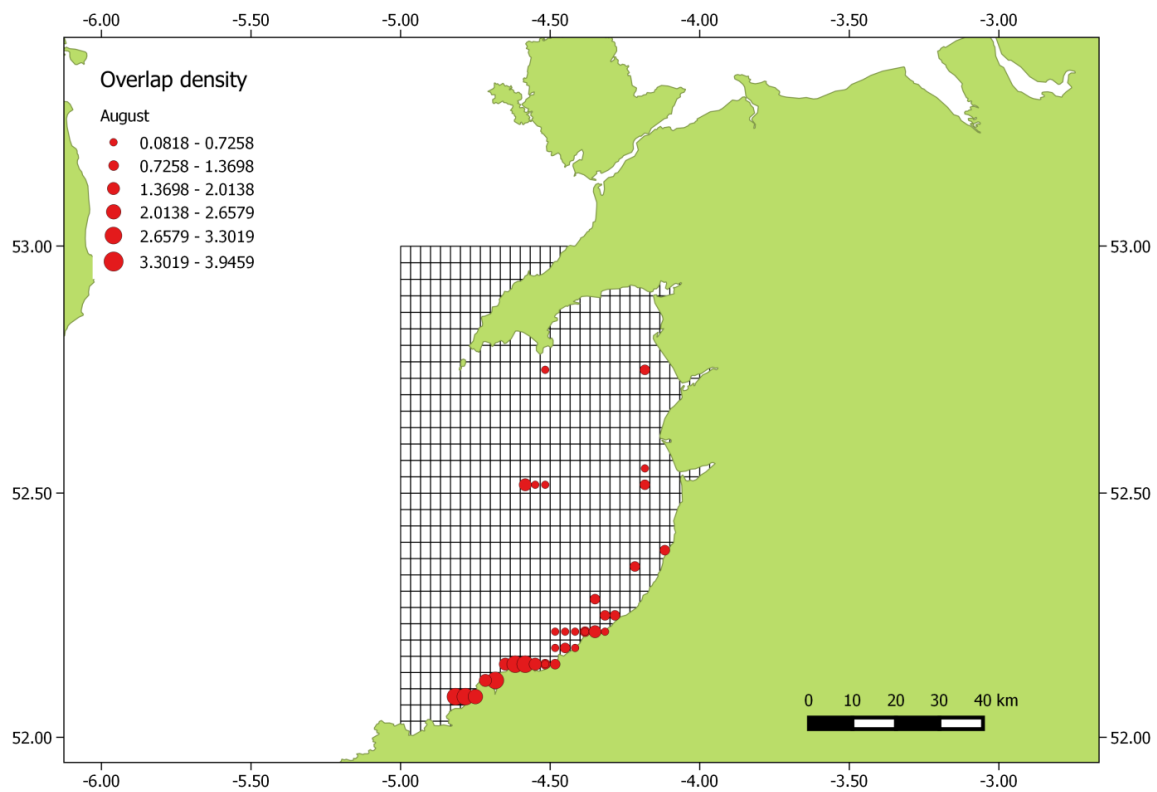 -6.00 -5.50 -5.00 -4.50 -4.00 -3.50 -3.00
Overlap density
August
0.0818 - 0.7258
0.7258 - 1.3698
1.3698 - 2.0138
2.0138 - 2.6579
2.6579 - 3.3019
3.3019 - 3.9459
53.00 53.00
52.50 52.50
0 10 20 30 40 km
52.00 52.00
-6.00 -5.50 -5.00 -4.50 -4.00 -3.50 -3.00